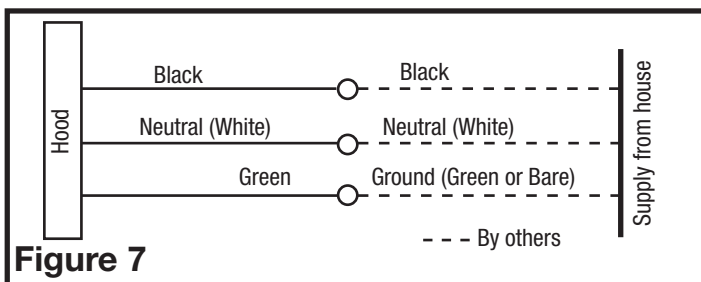 Hood
Black
Black
Neutral (White)
Neutral (White)
Green
Ground (Green or Bare)
Supply from house
- - - By others
Figure 7